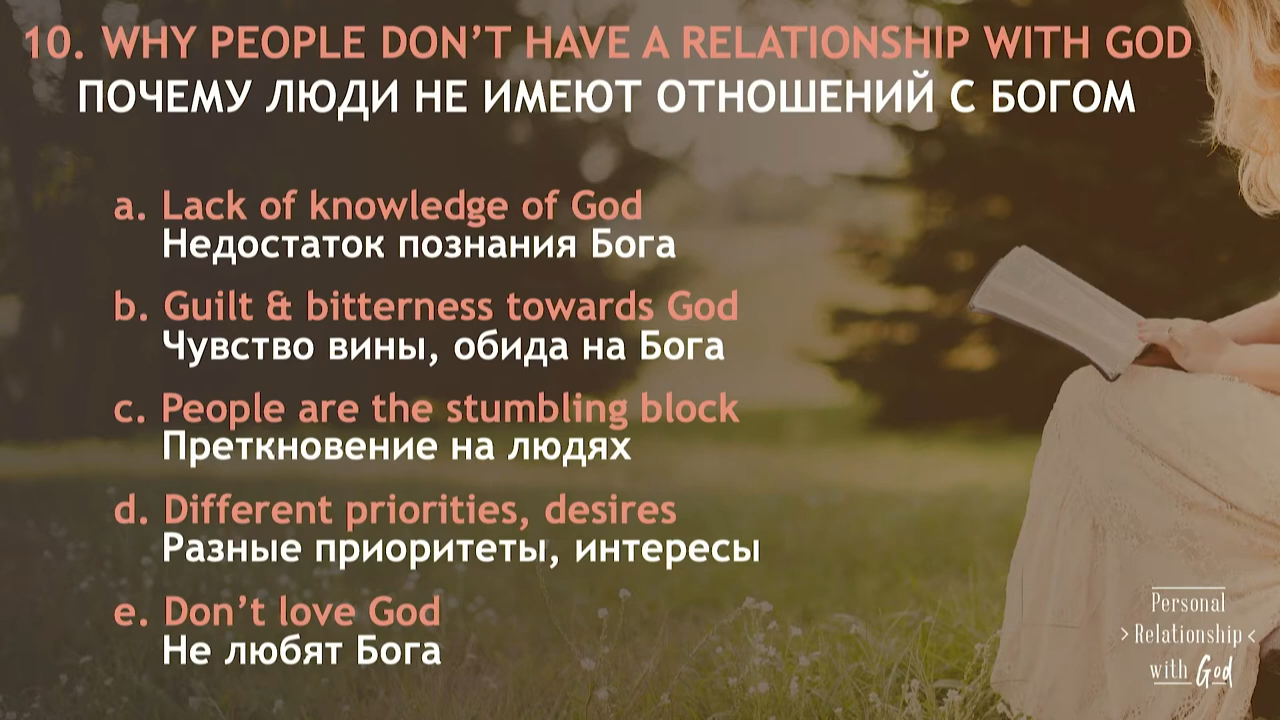 10. WHY PEOPLE DON’T HAVE A RELATIONSHIP WITH GOD
ПОЧЕМУ ЛЮДИ НЕ ИМЕЮТ ОТНОШЕНИЙ С БОГОМ
a. Lack of knowledge of God
Недостаток познания Бога
b. Guilt & bitterness towards God
Чувство вины, обида на Бога
c. People are the stumbling block
Преткновение на людях
d. Different priorities, desires
Разные приоритеты, интересы
e. Don’t love God
Не любят Бога
Personal
> Relationship <
with God